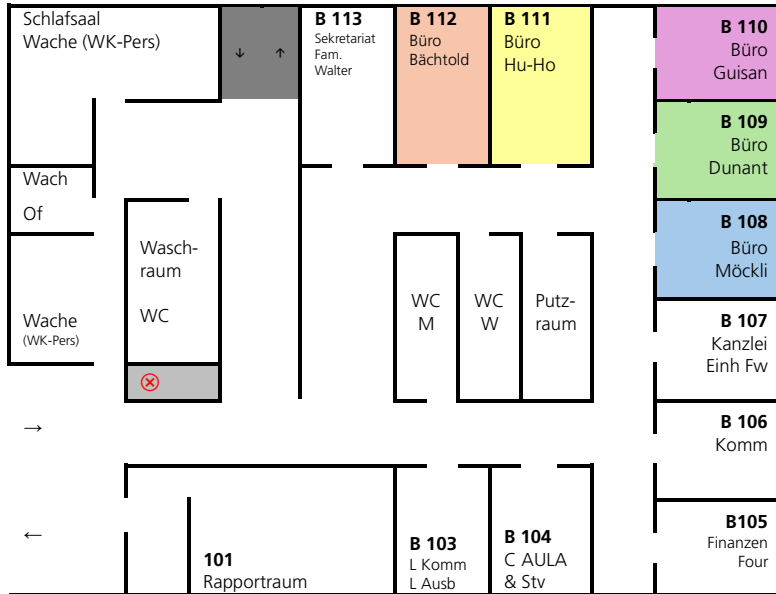 Schlafsaal
Wache (WK-Pers)
↓ ↑
B 113
Sekretariat
Fam.
Walter
B 112
Büro
Bächtold
B 111
Büro
Hu-Ho
B 110
Büro
Guisan
B 109
Büro
Dunant
Wach
Of
B 108
Büro
Möckli
Wasch-
raum
WC
WC
M
WC
W
Putz-
raum
Wache
(WK-Pers)
B 107
Kanzlei
Einh Fw
→
B 106
Komm
←
101
Rapportraum
B 103
L Komm
L Ausb
B 104
C AULA
& Stv
B105
Finanzen
Four